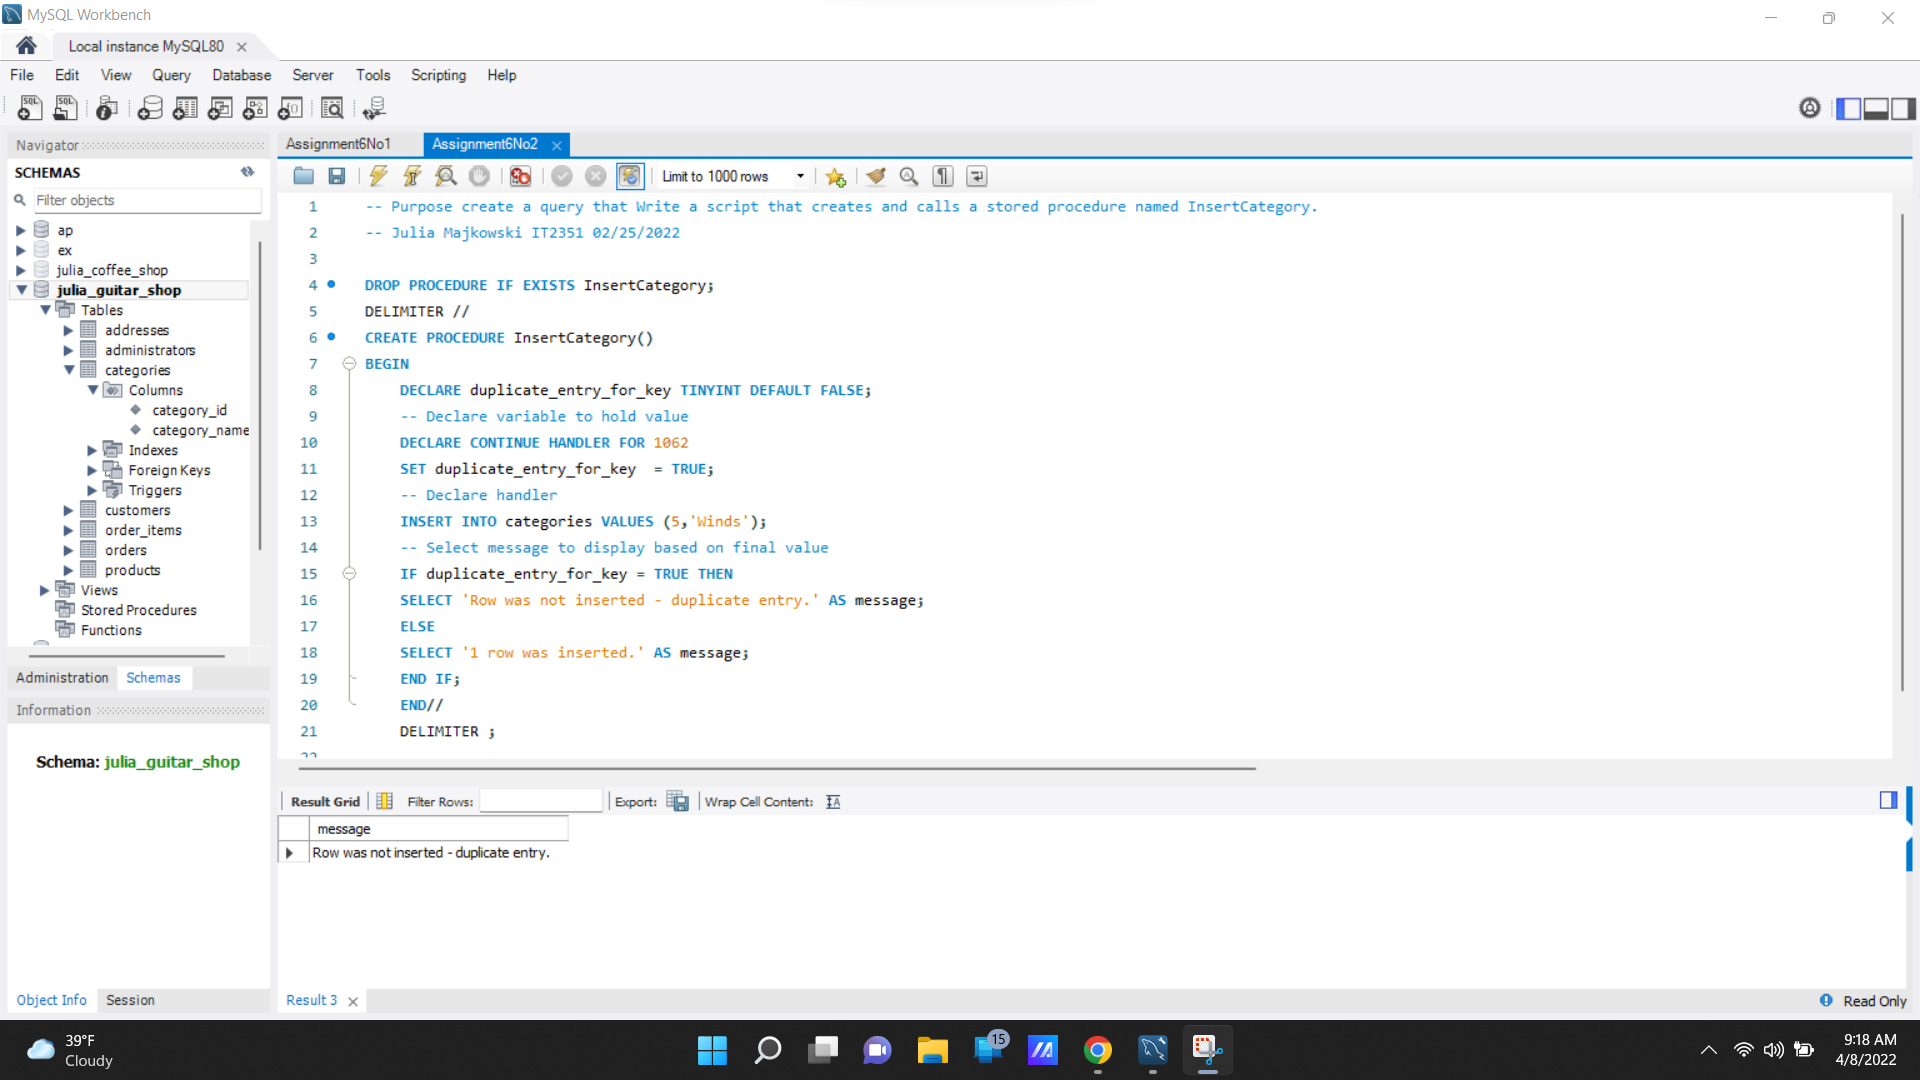 MySQL Workbench
Local instance MySQL80
File Edit View Query Database Server Tools Scripting Help
Navigator
SCHEMAS
Filter objects
ap
ex
julia_coffee_shop
julia_guitar_shop
Tables
addresses
administrators
categories
Columns
category_id
category_name
Indexes
Foreign Keys
Triggers
customers
order_items
orders
products
Views
Stored Procedures
Functions
Administration Schemas
Information
Schema: julia_guitar_shop
Object Info Session
Assignment6No1 Assignment6No2
Limit to 1000 rows
1 -- Purpose create a query that Write a script that creates and calls a stored procedure named InsertCategory.
2 -- Julia Majkowski IT2351 02/25/2022
3
4 DROP PROCEDURE IF EXISTS InsertCategory;
5 DELIMITER //
6 CREATE PROCEDURE InsertCategory()
7 BEGIN
8 DECLARE duplicate_entry_for_key TINYINT DEFAULT FALSE;
9 -- Declare variable to hold value
10 DECLARE CONTINUE HANDLER FOR 1062
11 SET duplicate_entry_for_key  = TRUE;
12 -- Declare handler
13 INSERT INTO categories VALUES (5,'Winds');
14 -- Select message to display based on final value
15 IF duplicate_entry_for_key = TRUE THEN
16 SELECT 'Row was not inserted - duplicate entry.' AS message;
17 ELSE
18 SELECT '1 row was inserted.' AS message;
19 END IF;
20 END//
21 DELIMITER ;
Result Grid Filter Rows: Export: Wrap Cell Content:
message
Row was not inserted - duplicate entry.
Result 3
Read Only
39°F
Cloudy
15
9:18 AM
4/8/2022